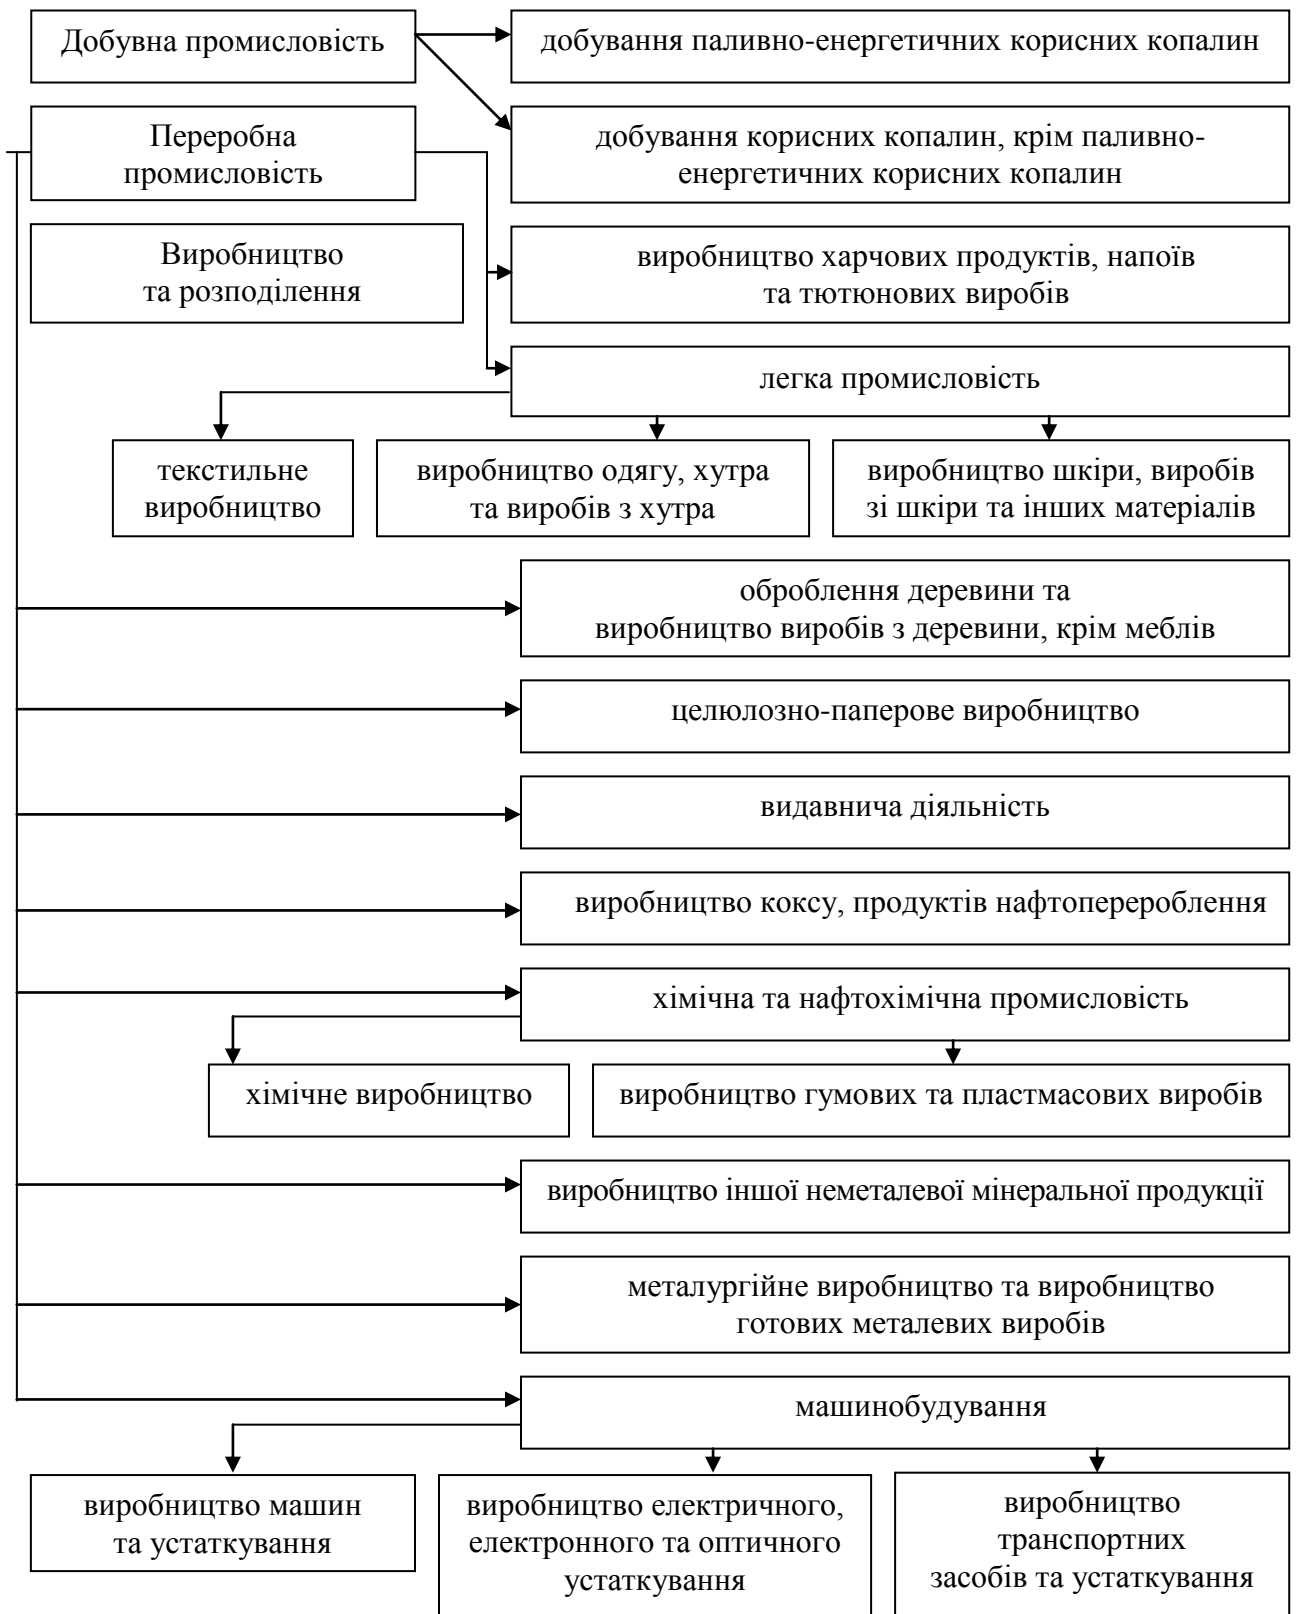 Добувна промисловість
добування паливно-енергетичних корисних копалин
Переробна
промисловість
добування корисних копалин, крім паливно-
енергетичних корисних копалин
Виробництво
та розподілення
виробництво харчових продуктів, напоїв
та тютюнових виробів
легка промисловість
текстильне
виробництво
виробництво одягу, хутра
та виробів з хутра
виробництво шкіри, виробів
зі шкіри та інших матеріалів
оброблення деревини та
виробництво виробів з деревини, крім меблів
целюлозно-паперове виробництво
видавнича діяльність
виробництво коксу, продуктів нафтоперероблення
хімічна та нафтохімічна промисловість
хімічне виробництво
виробництво гумових та пластмасових виробів
виробництво іншої неметалевої мінеральної продукції
металургійне виробництво та виробництво
готових металевих виробів
машинобудування
виробництво машин
та устаткування
виробництво електричного,
електронного та оптичного
устаткування
виробництво
транспортних
засобів та устаткування